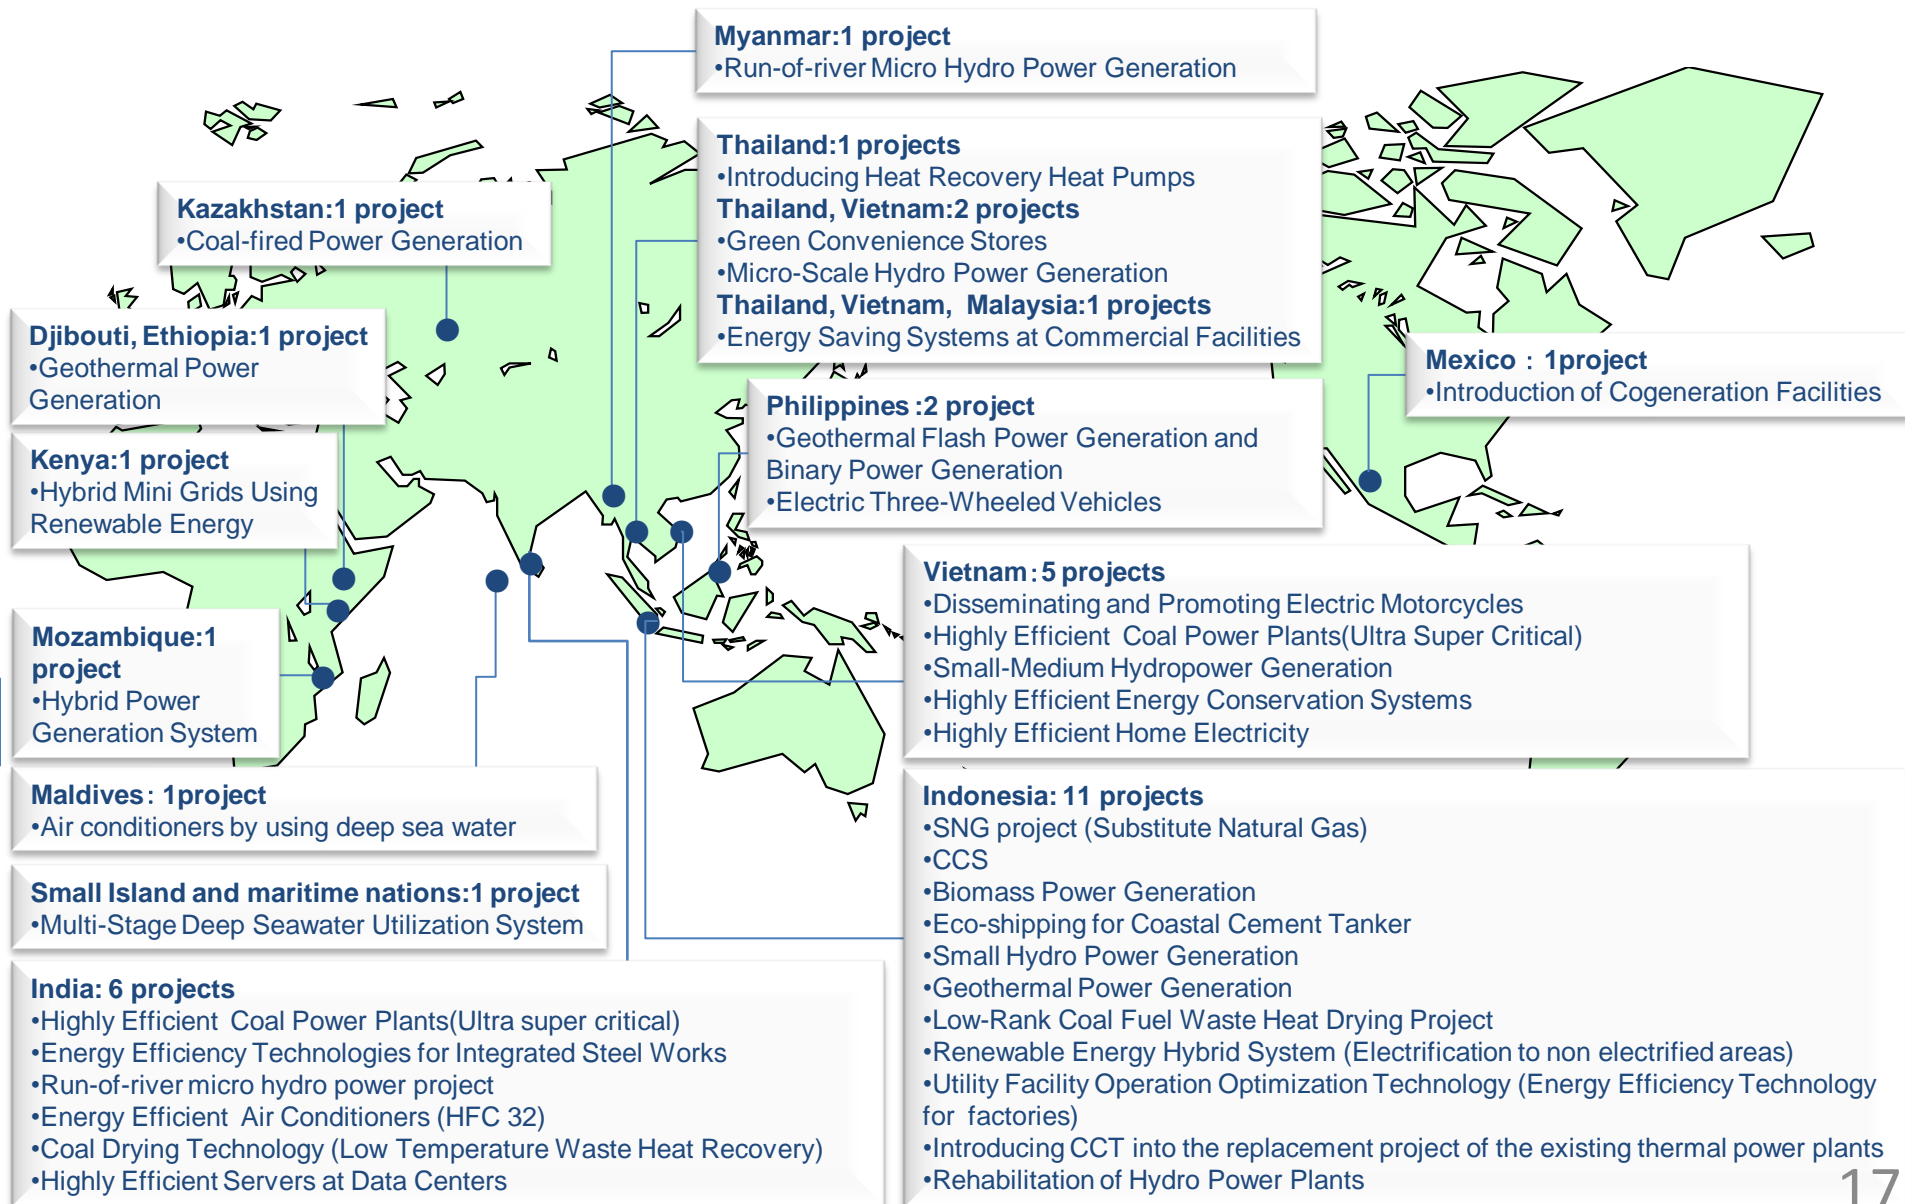 Myanmar:1 project
•Run-of-river Micro Hydro Power Generation
Thailand:1 projects
•Introducing Heat Recovery Heat Pumps
Thailand, Vietnam:2 projects
•Green Convenience Stores
•Micro-Scale Hydro Power Generation
Thailand, Vietnam, Malaysia:1 projects
•Energy Saving Systems at Commercial Facilities
Kazakhstan:1 project
•Coal-fired Power Generation
Djibouti, Ethiopia:1 project
•Geothermal Power
Generation
Mexico : 1project
•Introduction of Cogeneration Facilities
Philippines :2 project
•Geothermal Flash Power Generation and
Binary Power Generation
•Electric Three-Wheeled Vehicles
Kenya:1 project
•Hybrid Mini Grids Using
Renewable Energy
Vietnam: 5 projects
•Disseminating and Promoting Electric Motorcycles
•Highly Efficient Coal Power Plants(Ultra Super Critical)
•Small-Medium Hydropower Generation
•Highly Efficient Energy Conservation Systems
•Highly Efficient Home Electricity
Mozambique:1
project
•Hybrid Power
Generation System
Maldives: 1project
•Air conditioners by using deep sea water
Small Island and maritime nations:1 project
•Multi-Stage Deep Seawater Utilization System
India: 6 projects
•Highly Efficient Coal Power Plants(Ultra super critical)
•Energy Efficiency Technologies for Integrated Steel Works
•Run-of-river micro hydro power project
•Energy Efficient Air Conditioners (HFC 32)
•Coal Drying Technology (Low Temperature Waste Heat Recovery)
•Highly Efficient Servers at Data Centers
Indonesia: 11 projects
•SNG project (Substitute Natural Gas)
•CCS
•Biomass Power Generation
•Eco-shipping for Coastal Cement Tanker
•Small Hydro Power Generation
•Geothermal Power Generation
•Low-Rank Coal Fuel Waste Heat Drying Project
•Renewable Energy Hybrid System (Electrification to non electrified areas)
•Utility Facility Operation Optimization Technology (Energy Efficiency Technology
for factories)
•Introducing CCT into the replacement project of the existing thermal power plants
•Rehabilitation of Hydro Power Plants
17